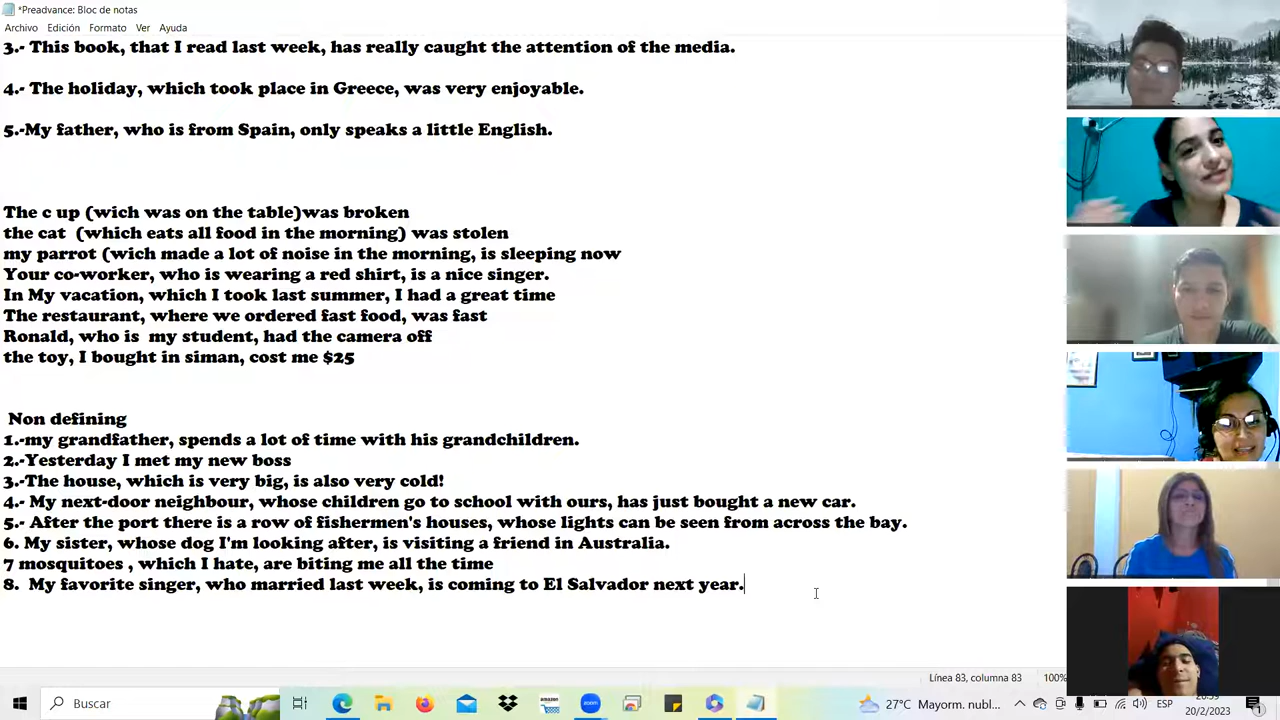 *Preadvance: Bloc de notas
Archivo Edición Formato Ver Ayuda
3.- This book, that I read last week, has really caught the attention of the media.
4.- The holiday, which took place in Greece, was very enjoyable.
5.-My father, who is from Spain, only speaks a little English.
The c up (wich was on the table)was broken
the cat (which eats all food in the morning) was stolen
my parrot (wich made a lot of noise in the morning, is sleeping now
Your co-worker, who is wearing a red shirt, is a nice singer.
In My vacation, which I took last summer, I had a great time
The restaurant, where we ordered fast food, was fast
Ronald, who is my student, had the camera off
the toy, I bought in siman, cost me $25
Non defining
1.-my grandfather, spends a lot of time with his grandchildren.
2.-Yesterday I met my new boss
3.-The house, which is very big, is also very cold!
4.- My next-door neighbour, whose children go to school with ours, has just bought a new car.
5.- After the port there is a row of fishermen's houses, whose lights can be seen from across the bay.
6. My sister, whose dog I'm looking after, is visiting a friend in Australia.
7 mosquitoes , which I hate, are biting me all the time
8. My favorite singer, who married last week, is coming to El Salvador next year.
Línea 83, columna 83 100%
Buscar
amazon
zoom
27°C Mayorm. nubl...
ESP
20/2/2023
1